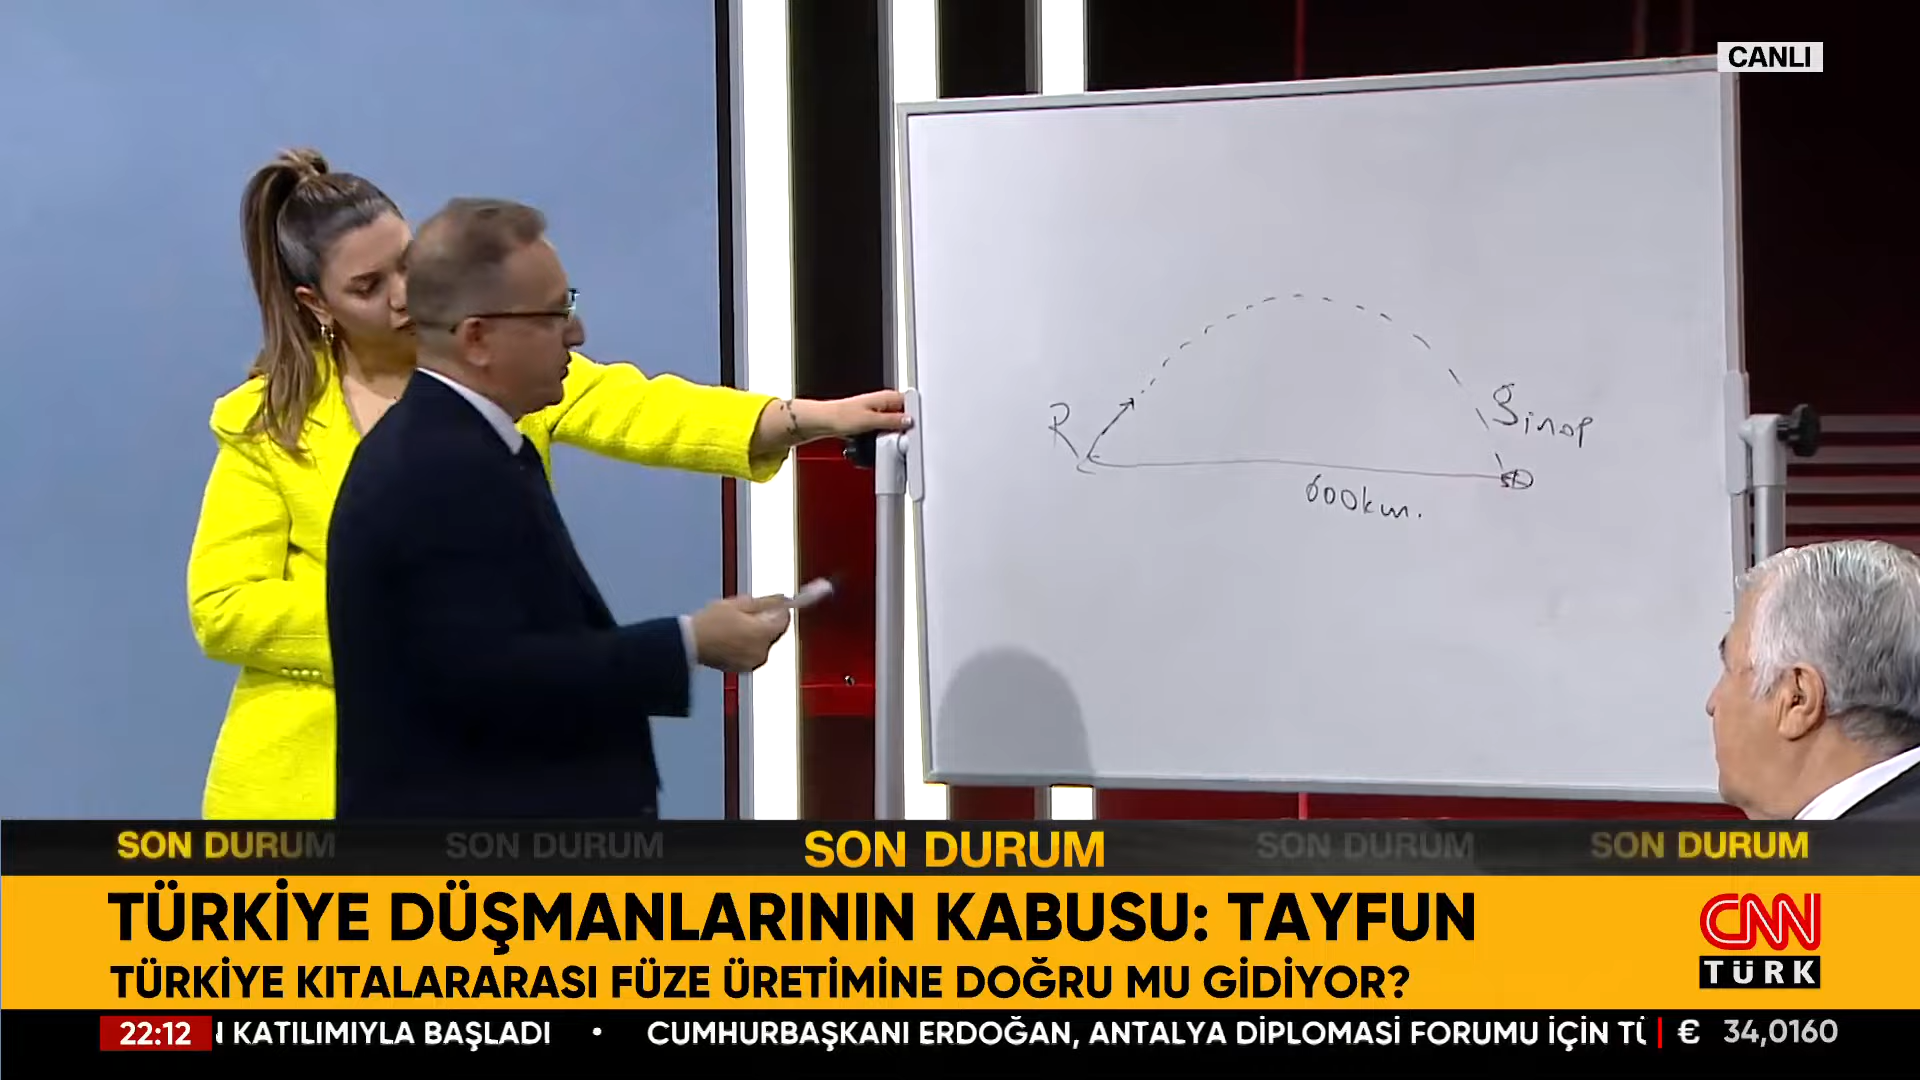 CANLI
R
Sinop
600km.
SON DURUM SON DURUM SON DURUM SON DURUM SON DURUM
TÜRKİYE DÜŞMANLARININ KABUSU: TAYFUN
TÜRKİYE KITALARARASI FÜZE ÜRETİMİNE DOĞRU MU GİDİYOR?
CNN
TÜRK
22:12 N KATILIMIYLA BAŞLADI • CUMHURBAŞKANI ERDOĞAN, ANTALYA DİPLOMASİ FORUMU İÇİN € 34,0160